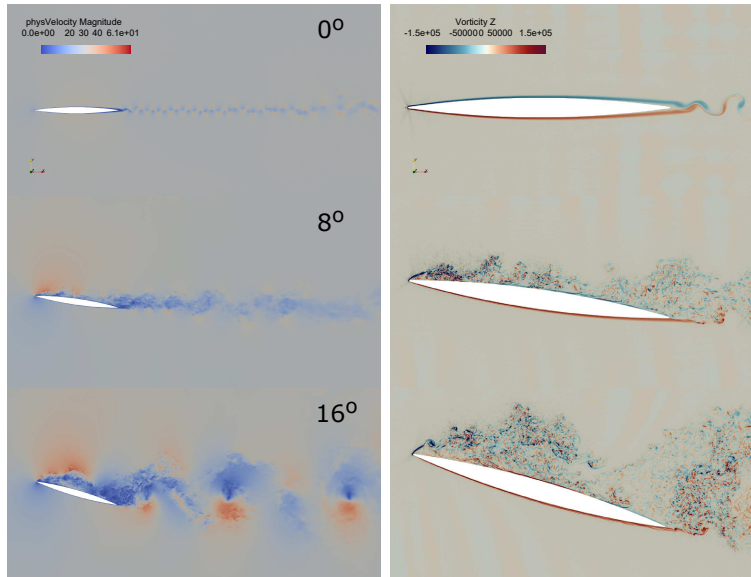 physVelocity Magnitude
0.0e+00 20 30 40 6.1e+01
0º
Vorticity Z
-1.5e+05 -50000 0 50000 1.5e+05
8º
16º